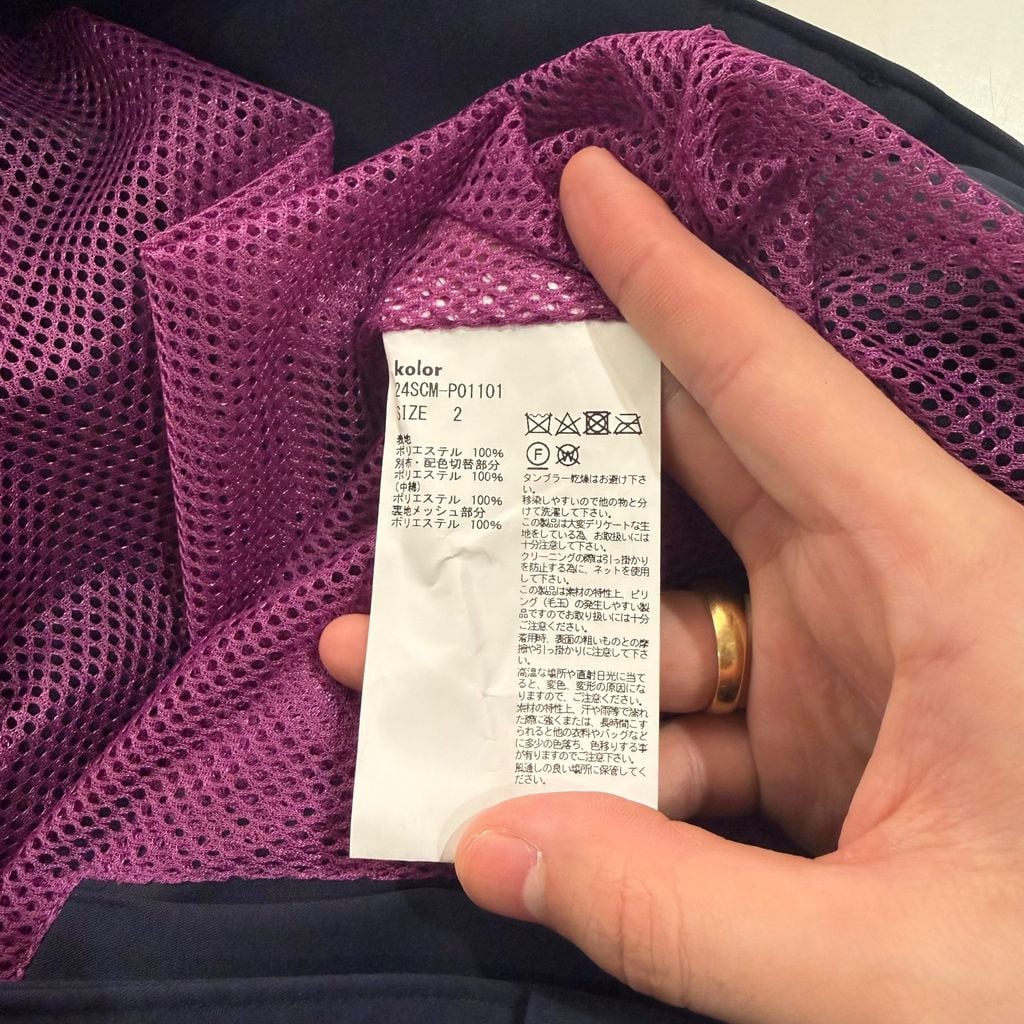 kolor
24SCM-P01101
SIZE 2
表地
ポリエステル 100%
別布・配色切替部分
ポリエステル 100%
(中綿)
ポリエステル 100%
裏地メッシュ部分
ポリエステル 100%
F
W
タンブラー乾燥はお避け下さ
い。
移染しやすいので他の物と分
けて洗濯して下さい。
この製品は大変デリケートな生
地をしている為、お取扱いには
十分注意して下さい。
クリーニングの際は引っ掛かり
を防止する為に、ネットを使用
して下さい。
この製品は素材の特性上、ピリ
ング(毛玉)の発生しやすい製
品ですのでお取り扱いには十分
ご注意ください。
着用時、表面の粗いものとの摩
擦や引っ掛かりに注意して下さ
い。
高温な場所や直射日光に当て
ると、変色、変形の原因にな
りますので、ご注意ください。
素材の特性上、汗や雨等で濡れ
た際に強くまたは、長時間こす
られると他の衣料やバッグなど
に多少の色落ち、色移りする事
が有りますのでご注意下さい。
風通しの良い場所に保管してく
ださい。